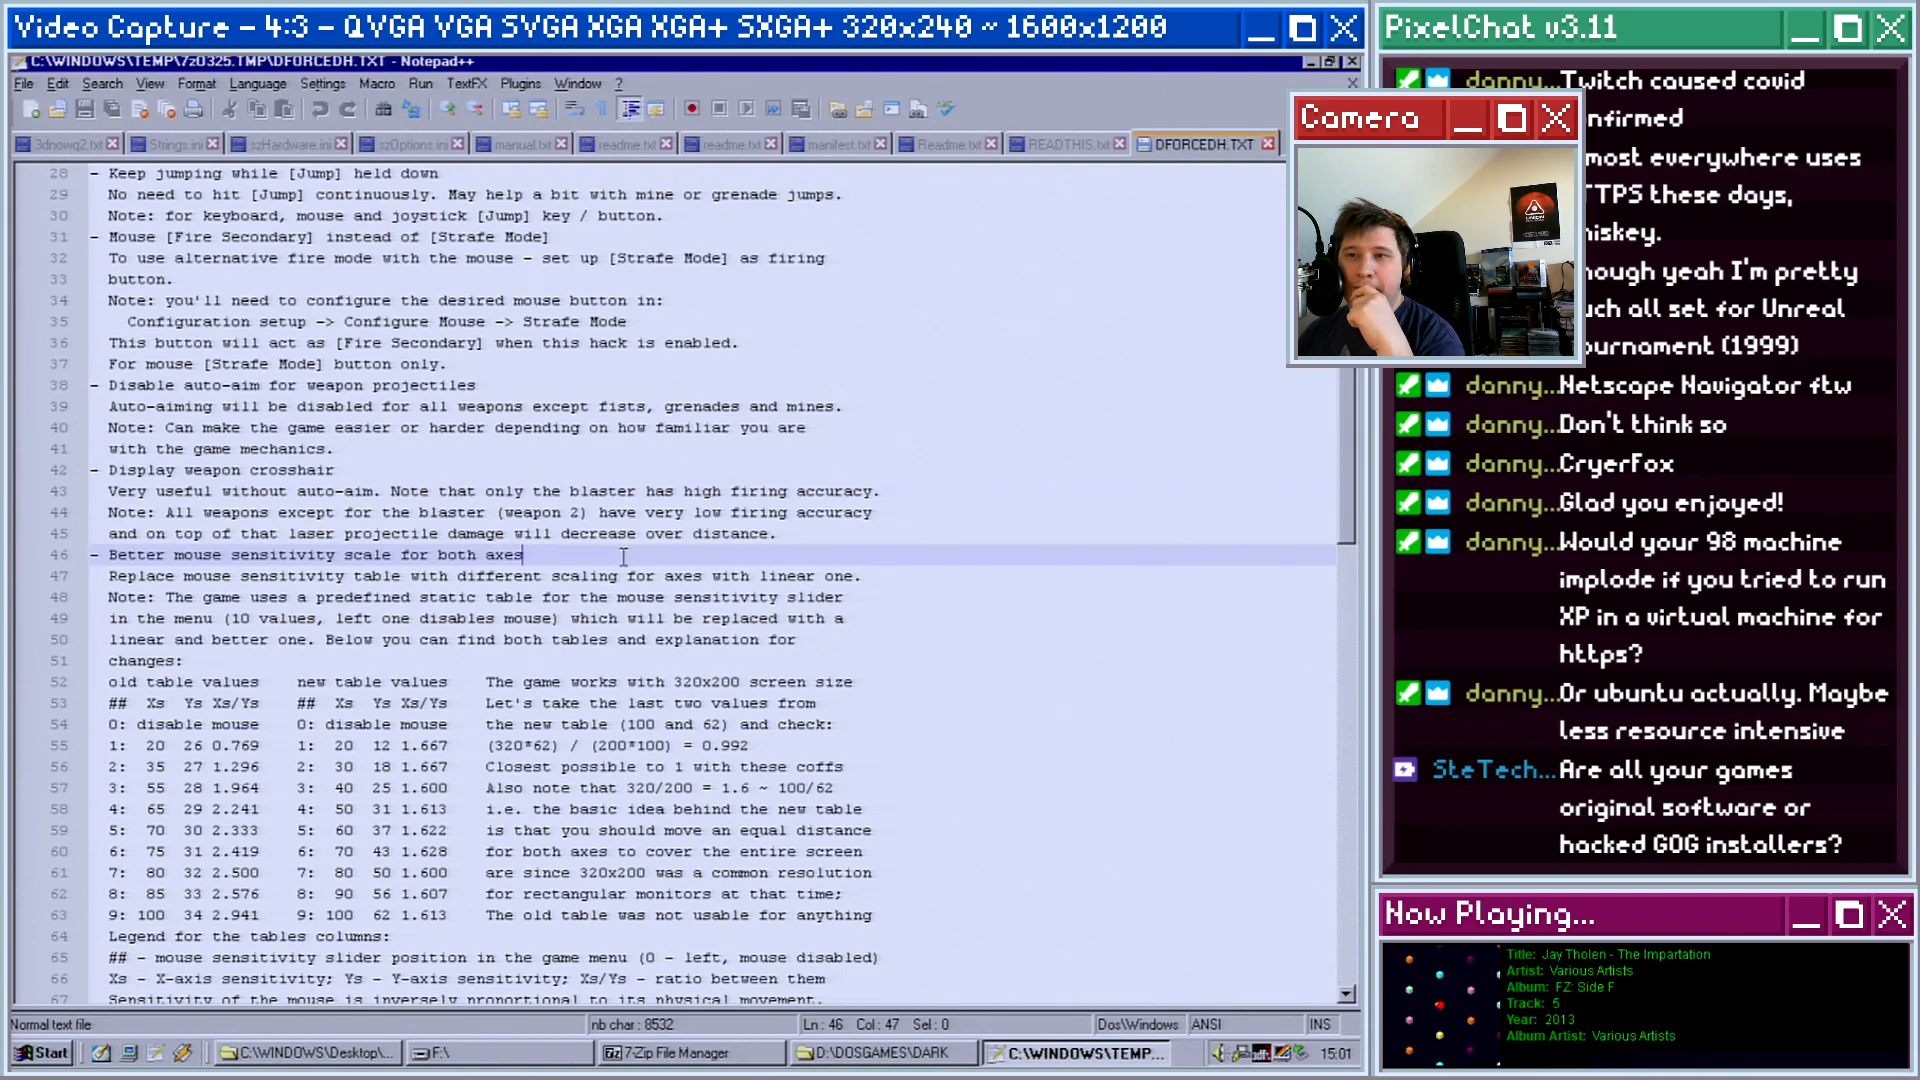 Video Capture - 4:3 - QVGA VGA SVGA XGA XGA+ SXGA+ 320x240 ~ 1600x1200
C:\WINDOWS\TEMP\7zO325.TMP\DFORCEDH.TXT - Notepad++
File Edit Search View Format Language Settings Macro Run TextFX Plugins Window ?
3dnowq2.txt Strings.ini szHardware.ini szOptions.ini manual.txt readme.txt readme.txt manifest.txt Readme.txt READTHIS.txt DFORCEDH.TXT
28 - Keep jumping while [Jump] held down
29 No need to hit [Jump] continuously. May help a bit with mine or grenade jumps.
30 Note: for keyboard, mouse and joystick [Jump] key / button.
31 - Mouse [Fire Secondary] instead of [Strafe Mode]
32 To use alternative fire mode with the mouse - set up [Strafe Mode] as firing
33 button.
34 Note: you'll need to configure the desired mouse button in:
35 Configuration setup -> Configure Mouse -> Strafe Mode
36 This button will act as [Fire Secondary] when this hack is enabled.
37 For mouse [Strafe Mode] button only.
38 - Disable auto-aim for weapon projectiles
39 Auto-aiming will be disabled for all weapons except fists, grenades and mines.
40 Note: Can make the game easier or harder depending on how familiar you are
41 with the game mechanics.
42 - Display weapon crosshair
43 Very useful without auto-aim. Note that only the blaster has high firing accuracy.
44 Note: All weapons except for the blaster (weapon 2) have very low firing accuracy
45 and on top of that laser projectile damage will decrease over distance.
46 - Better mouse sensitivity scale for both axes
47 Replace mouse sensitivity table with different scaling for axes with linear one.
48 Note: The game uses a predefined static table for the mouse sensitivity slider
49 in the menu (10 values, left one disables mouse) which will be replaced with a
50 linear and better one. Below you can find both tables and explanation for
51 changes:
52 old table values new table values The game works with 320x200 screen size
53 ## Xs Ys Xs/Ys ## Xs Ys Xs/Ys Let's take the last two values from
54 0: disable mouse 0: disable mouse the new table (100 and 62) and check:
55 1: 20 26 0.769 1: 20 12 1.667 (320*62) / (200*100) = 0.992
56 2: 35 27 1.296 2: 30 18 1.667 Closest possible to 1 with these coffs
57 3: 55 28 1.964 3: 40 25 1.600 Also note that 320/200 = 1.6 ~ 100/62
58 4: 65 29 2.241 4: 50 31 1.613 i.e. the basic idea behind the new table
59 5: 70 30 2.333 5: 60 37 1.622 is that you should move an equal distance
60 6: 75 31 2.419 6: 70 43 1.628 for both axes to cover the entire screen
61 7: 80 32 2.500 7: 80 50 1.600 are since 320x200 was a common resolution
62 8: 85 33 2.576 8: 90 56 1.607 for rectangular monitors at that time;
63 9: 100 34 2.941 9: 100 62 1.613 The old table was not usable for anything
64 Legend for the tables columns:
65 ## - mouse sensitivity slider position in the game menu (0 - left, mouse disabled)
66 Xs - X-axis sensitivity; Ys - Y-axis sensitivity; Xs/Ys - ratio between them
67 Sensitivity of the mouse is inversely proportional to its physical movement.
Normal text file nb char : 8532 Ln : 46 Col : 47 Sel : 0 Dos\Windows ANSI INS
Start C:\WINDOWS\Desktop\... F:\ 7-Zip File Manager D:\DOSGAMES\DARK C:\WINDOWS\TEMP... 15:01
PixelChat v3.11
danny...Twitch caused covid
nfirmed
most everywhere uses
TTPS these days,
iskey.
hough yeah I'm pretty
uch all set for Unreal
ournament (1999)
danny...Netscape Navigator ftw
danny...Don't think so
danny...CryerFox
danny...Glad you enjoyed!
danny...Would your 98 machine
implode if you tried to run
XP in a virtual machine for
https?
danny...Or ubuntu actually. Maybe
less resource intensive
SteTech...Are all your games
original software or
hacked GOG installers?
Camera
Now Playing...
Title: Jay Tholen - The Impartation
Artist: Various Artists
Album: FZ: Side F
Track: 5
Year: 2013
Album Artist: Various Artists